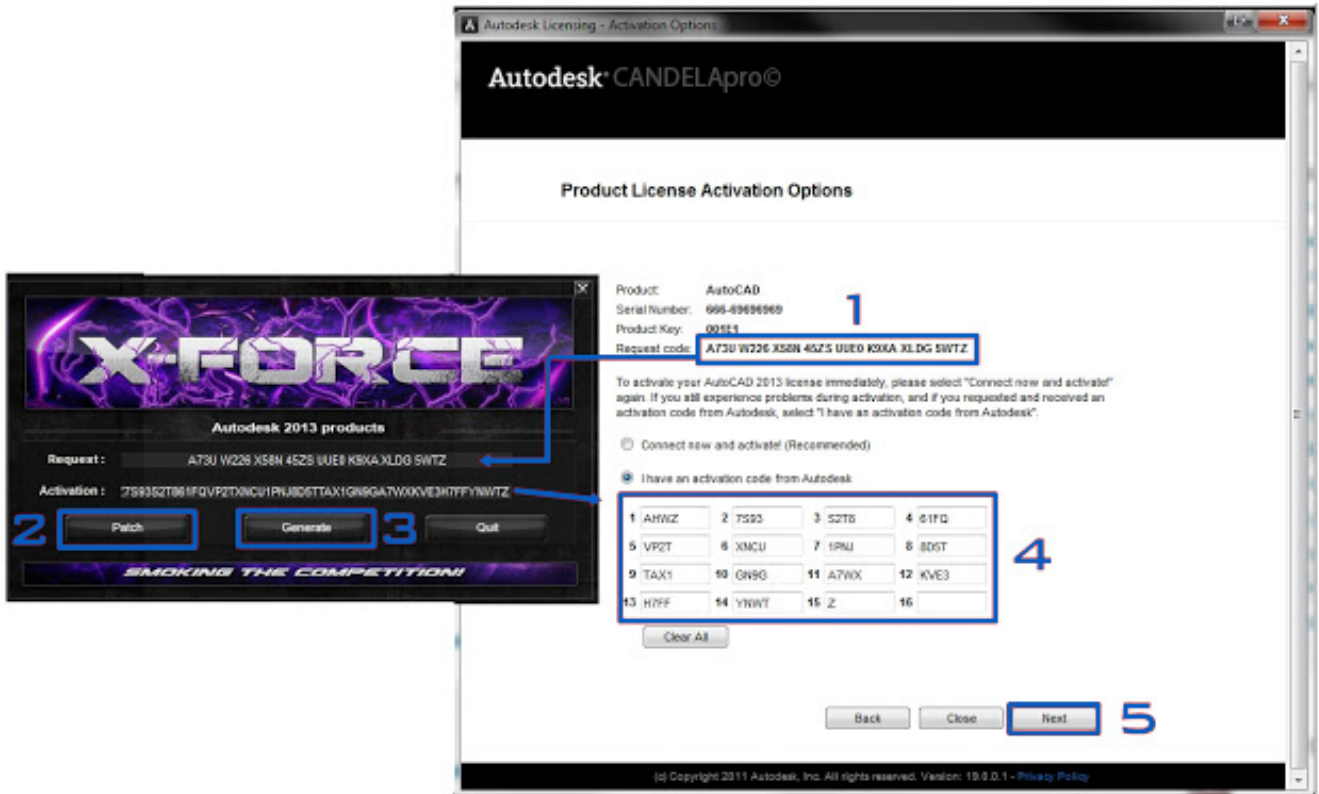 Autodesk Licensing - Activation Options
Autodesk CANDELApro©
Product License Activation Options
Product: AutoCAD
Serial Number: 666-69696969
Product Key: 001E1
1
Request code: A73U W226 X58N 45ZS UUE0 K9XA XLDG 5WTZ
To activate your AutoCAD 2013 license immediately, please select "Connect now and activate!"
again. If you still experience problems during activation, and if you requested and received an
activation code from Autodesk, select "I have an activation code from Autodesk".
Connect now and activate! (Recommended)
I have an activation code from Autodesk
1 AHWZ 2 7S93 3 S2T8 4 61FQ
5 VP2T 6 XNCU 7 1PNJ 8 8DST
9 TAX1 10 GN9G 11 A7WX 12 KVE3
13 H7FF 14 YNWT 15 Z 16
4
Clear All
Back Close Next 5
(c) Copyright 2011 Autodesk, Inc. All rights reserved. Version: 19.0.0.1 - Privacy Policy
X-FORCE
Autodesk 2013 products
Request : A73U W226 X58N 45ZS UUE0 K9XA XLDG 5WTZ
Activation :
2 Patch Generate 3 Quit
SMOKING THE COMPETITION!